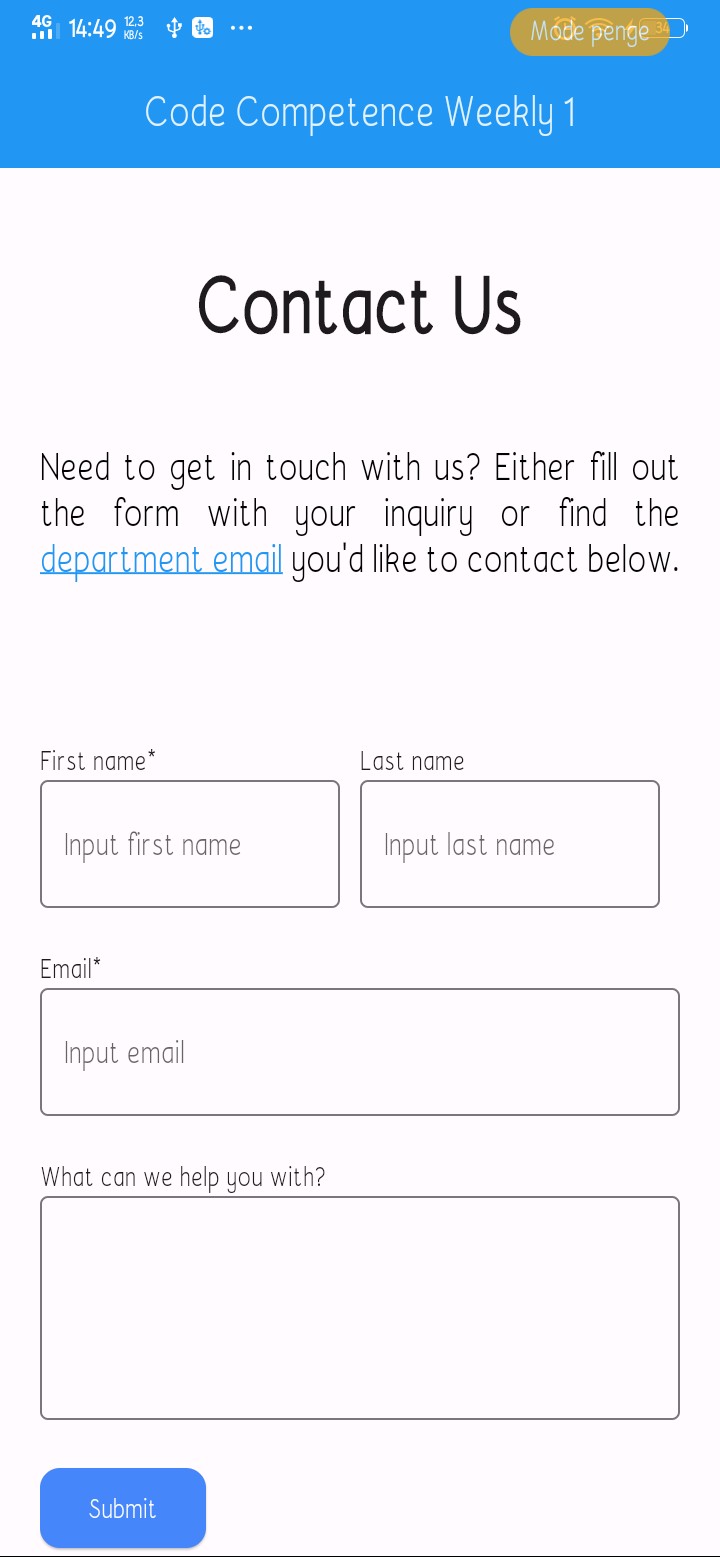 4G 14:49 12,3 KB/s Mode penge 34
Code Competence Weekly 1
Contact Us
Need to get in touch with us? Either fill out
the form with your inquiry or find the
department email you'd like to contact below.
First name* Last name
Input first name Input last name
Email*
Input email
What can we help you with?
Submit